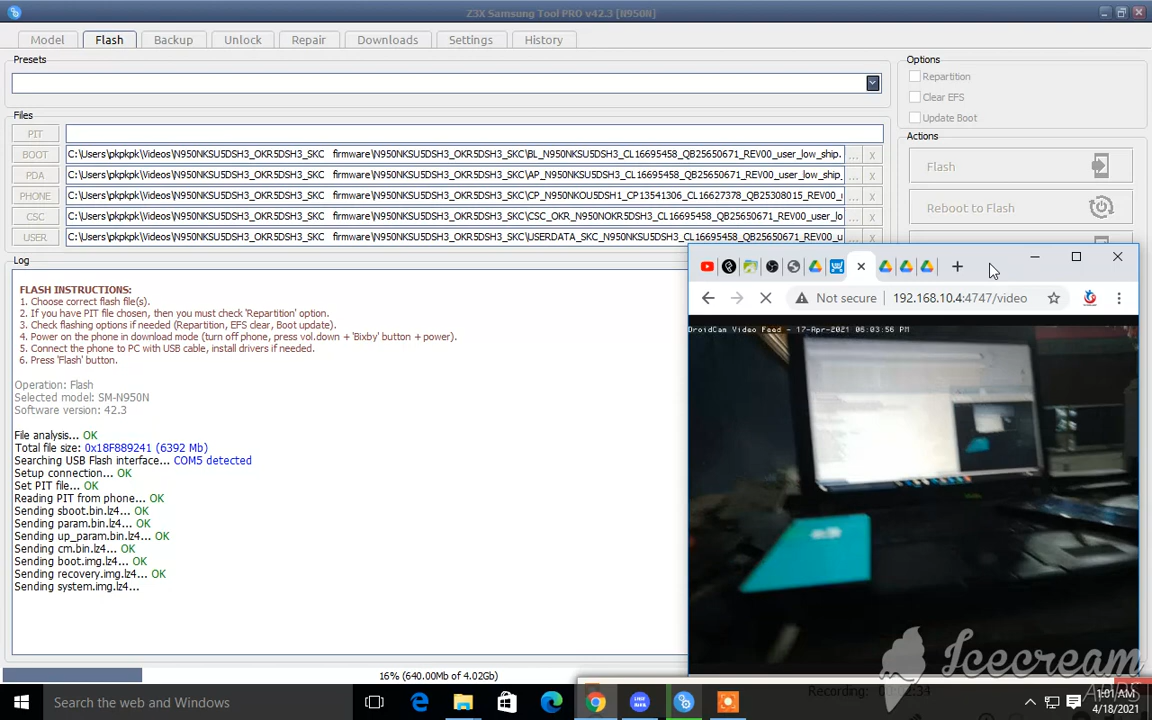 Z3X Samsung Tool PRO v42.3 [N950N]
Model
Flash
Backup
Unlock
Repair
Downloads
Settings
History
Presets
Options
Repartition
Clear EFS
Update Boot
Files
PIT
BOOT
C:\Users\pkpkpk\Videos\N950NKSU5DSH3_OKR5DSH3_SKC firmware\N950NKSU5DSH3_OKR5DSH3_SKC\BL_N950NKSU5DSH3_CL16695458_QB25650671_REV00_user_low_ship.
... x
PDA
C:\Users\pkpkpk\Videos\N950NKSU5DSH3_OKR5DSH3_SKC firmware\N950NKSU5DSH3_OKR5DSH3_SKC\AP_N950NKSU5DSH3_CL16695458_QB25650671_REV00_user_low_ship_
... x
PHONE
C:\Users\pkpkpk\Videos\N950NKSU5DSH3_OKR5DSH3_SKC firmware\N950NKSU5DSH3_OKR5DSH3_SKC\CP_N950NKOU5DSH1_CP13541306_CL16627378_QB25308015_REV00_u
... x
CSC
C:\Users\pkpkpk\Videos\N950NKSU5DSH3_OKR5DSH3_SKC firmware\N950NKSU5DSH3_OKR5DSH3_SKC\CSC_OKR_N950NOKR5DSH3_CL16695458_QB25650671_REV00_user_lo
... x
USER
C:\Users\pkpkpk\Videos\N950NKSU5DSH3_OKR5DSH3_SKC firmware\N950NKSU5DSH3_OKR5DSH3_SKC\USERDATA_SKC_N950NKSU5DSH3_CL16695458_QB25650671_REV00_u
... x
Actions
Flash
Reboot to Flash
Log
FLASH INSTRUCTIONS:
1. Choose correct flash file(s).
2. If you have PIT file chosen, then you must check 'Repartition' option.
3. Check flashing options if needed (Repartition, EFS clear, Boot update).
4. Power on the phone in download mode (turn off phone, press vol.down + 'Bixby' button + power).
5. Connect the phone to PC with USB cable, install drivers if needed.
6. Press 'Flash' button.
Operation: Flash
Selected model: SM-N950N
Software version: 42.3
File analysis... OK
Total file size: 0x18F889241 (6392 Mb)
Searching USB Flash interface... COM5 detected
Setup connection... OK
Set PIT file... OK
Reading PIT from phone... OK
Sending sboot.bin.lz4... OK
Sending param.bin.lz4... OK
Sending up_param.bin.lz4... OK
Sending cm.bin.lz4... OK
Sending boot.img.lz4... OK
Sending recovery.img.lz4... OK
Sending system.img.lz4...
16% (640.00Mb of 4.02Gb)
Not secure
192.168.10.4:4747/video
DroidCam Video Feed - 17-Apr-2021 06:03:56 PM
Icecream
APPS
Recording: 00:02:34
Search the web and Windows
1:01 AM
4/18/2021